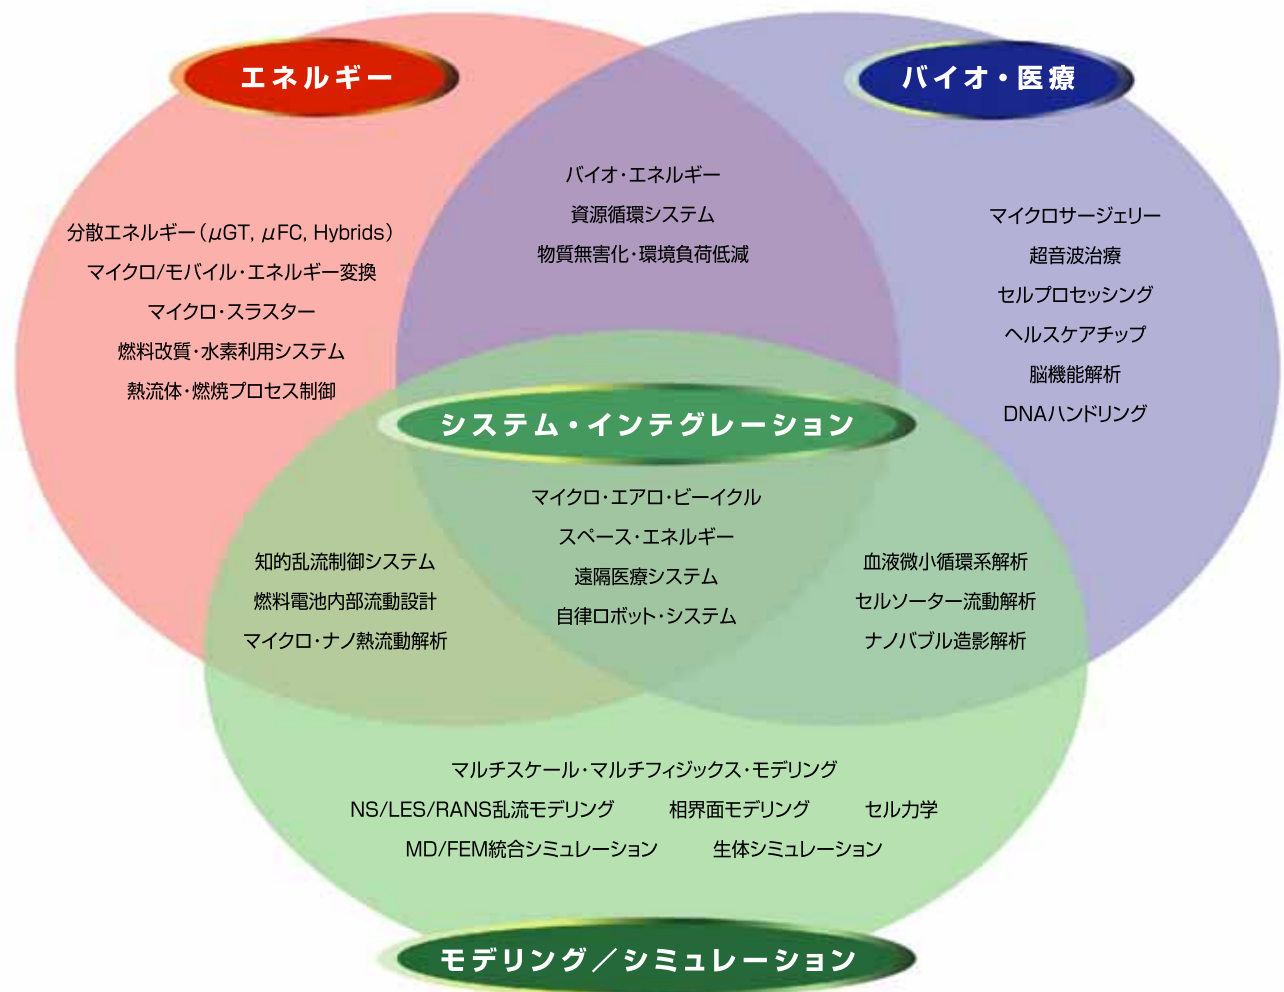 エネルギー
バイオ・医療
バイオ・エネルギー
資源循環システム
物質無害化・環境負荷低減
分散エネルギー(μGT, μFC, Hybrids)
マイクロ/モバイル・エネルギー変換
マイクロ・スラスター
燃料改質・水素利用システム
熱流体・燃焼プロセス制御
マイクロサージェリー
超音波治療
セルプロセッシング
ヘルスケアチップ
脳機能解析
DNAハンドリング
システム・インテグレーション
マイクロ・エアロ・ビーイクル
スペース・エネルギー
遠隔医療システム
自律ロボット・システム
知的乱流制御システム
燃料電池内部流動設計
マイクロ・ナノ熱流動解析
血液微小循環系解析
セルソーター流動解析
ナノバブル造影解析
マルチスケール・マルチフィジックス・モデリング
NS/LES/RANS乱流モデリング 相界面モデリング セル力学
MD/FEM統合シミュレーション 生体シミュレーション
モデリング/シミュレーション